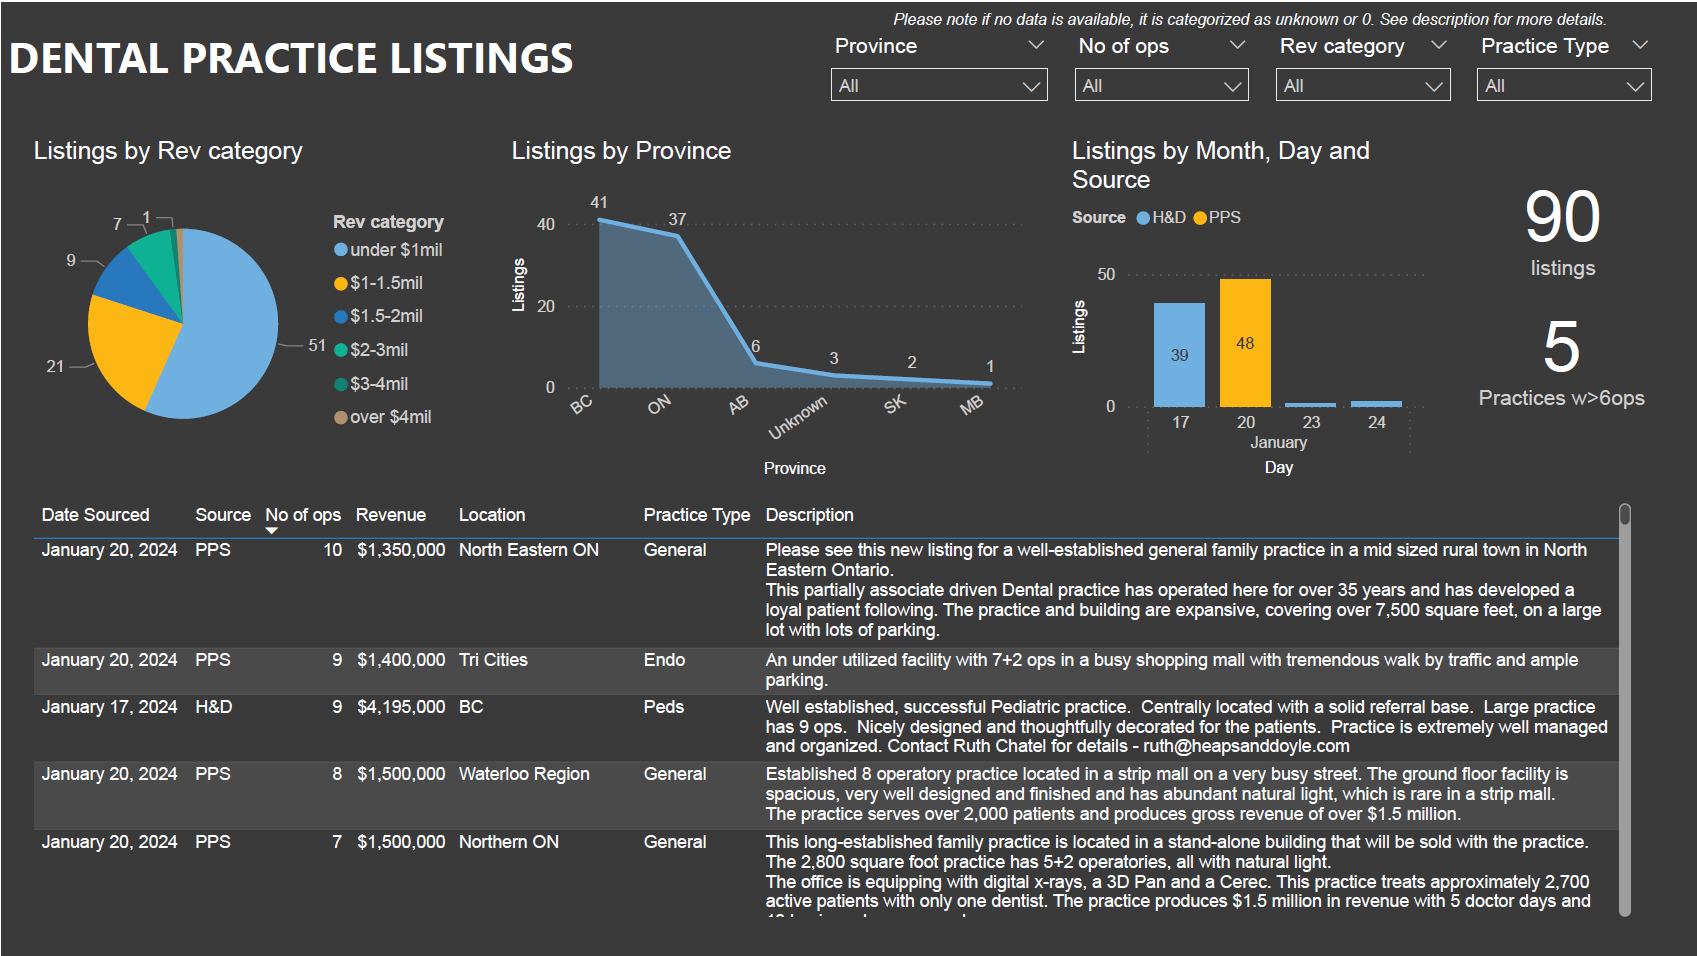 Please note if no data is available, it is categorized as unknown or 0. See description for more details.
DENTAL PRACTICE LISTINGS
Province
No of ops
Rev category
Practice Type
All
All
All
All
Listings by Rev category
7
1
9
21
51
Rev category
under $1mil
$1-1.5mil
$1.5-2mil
$2-3mil
$3-4mil
over $4mil
Listings by Province
Listings
40
20
0
41
37
6
3
2
1
BC
ON
AB
Unknown
SK
MB
Province
Listings by Month, Day and
Source
Source H&D PPS
Listings
50
0
39
48
17
20
23
24
January
Day
90
listings
5
Practices w>6ops
Date Sourced Source No of ops Revenue Location Practice Type Description
January 20, 2024 PPS 10 $1,350,000 North Eastern ON General Please see this new listing for a well-established general family practice in a mid sized rural town in North
Eastern Ontario.
This partially associate driven Dental practice has operated here for over 35 years and has developed a
loyal patient following. The practice and building are expansive, covering over 7,500 square feet, on a large
lot with lots of parking.
January 20, 2024 PPS 9 $1,400,000 Tri Cities Endo An under utilized facility with 7+2 ops in a busy shopping mall with tremendous walk by traffic and ample
parking.
January 17, 2024 H&D 9 $4,195,000 BC Peds Well established, successful Pediatric practice. Centrally located with a solid referral base. Large practice
has 9 ops. Nicely designed and thoughtfully decorated for the patients. Practice is extremely well managed
and organized. Contact Ruth Chatel for details - ruth@heapsanddoyle.com
January 20, 2024 PPS 8 $1,500,000 Waterloo Region General Established 8 operatory practice located in a strip mall on a very busy street. The ground floor facility is
spacious, very well designed and finished and has abundant natural light, which is rare in a strip mall.
The practice serves over 2,000 patients and produces gross revenue of over $1.5 million.
January 20, 2024 PPS 7 $1,500,000 Northern ON General This long-established family practice is located in a stand-alone building that will be sold with the practice.
The 2,800 square foot practice has 5+2 operatories, all with natural light.
The office is equipping with digital x-rays, a 3D Pan and a Cerec. This practice treats approximately 2,700
active patients with only one dentist. The practice produces $1.5 million in revenue with 5 doctor days and